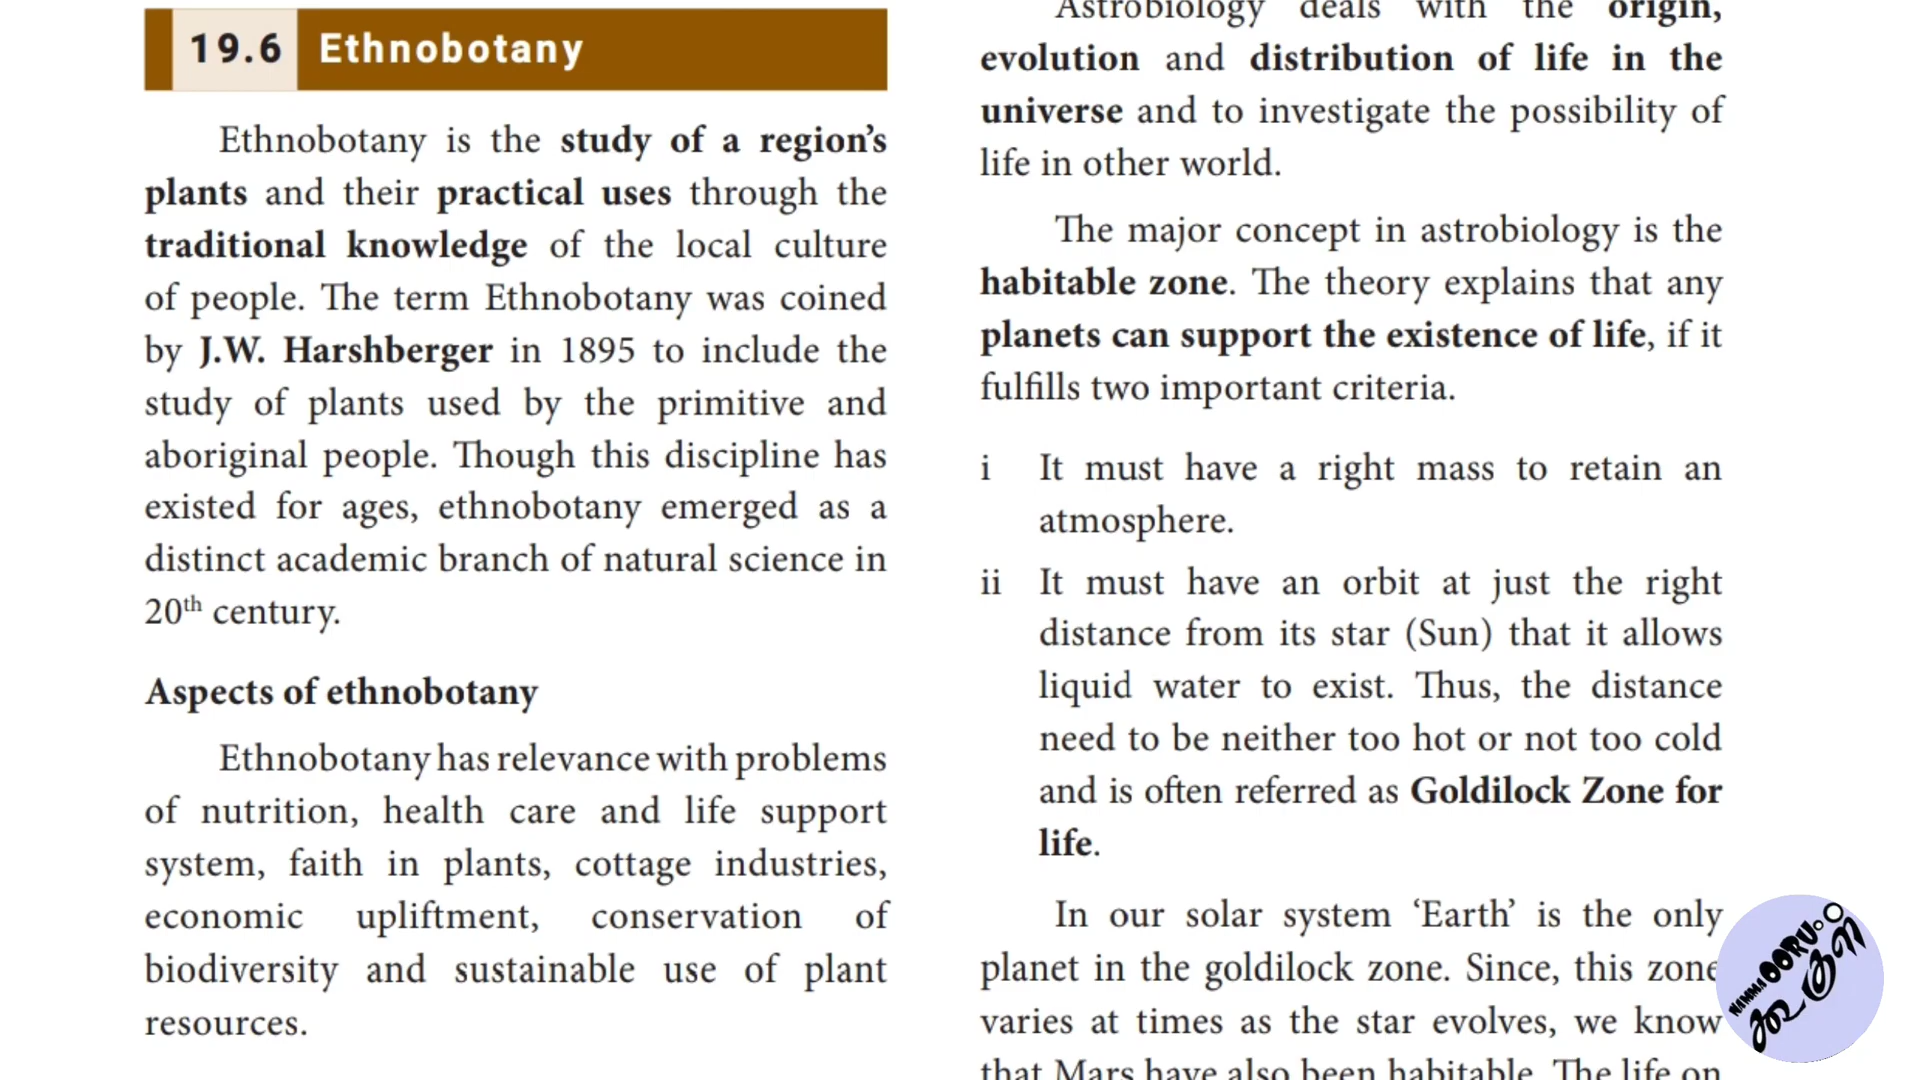 19.6 Ethnobotany
Ethnobotany is the study of a region’s
plants and their practical uses through the
traditional knowledge of the local culture
of people. The term Ethnobotany was coined
by J.W. Harshberger in 1895 to include the
study of plants used by the primitive and
aboriginal people. Though this discipline has
existed for ages, ethnobotany emerged as a
distinct academic branch of natural science in
20th century.
Aspects of ethnobotany
Ethnobotany has relevance with problems
of nutrition, health care and life support
system, faith in plants, cottage industries,
economic upliftment, conservation of
biodiversity and sustainable use of plant
resources.
Astrobiology deals with the origin,
evolution and distribution of life in the
universe and to investigate the possibility of
life in other world.
The major concept in astrobiology is the
habitable zone. The theory explains that any
planets can support the existence of life, if it
fulfills two important criteria.
i It must have a right mass to retain an
atmosphere.
ii It must have an orbit at just the right
distance from its star (Sun) that it allows
liquid water to exist. Thus, the distance
need to be neither too hot or not too cold
and is often referred as Goldilock Zone for
life.
In our solar system ‘Earth’ is the only
planet in the goldilock zone. Since, this zone
varies at times as the star evolves, we know
that Mars have also been habitable. The life on
NAMMA OORU